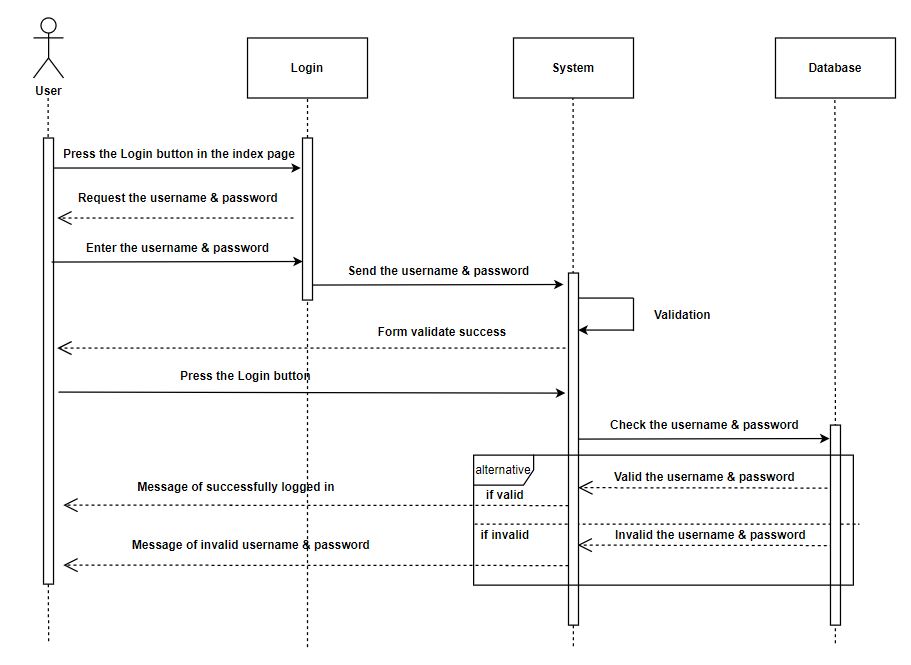 User
Login
System
Database
Press the Login button in the index page
Request the username & password
Enter the username & password
Send the username & password
Validation
Form validate success
Press the Login button
Check the username & password
alternative
Valid the username & password
Message of successfully logged in
if valid
if invalid
Invalid the username & password
Message of invalid username & password